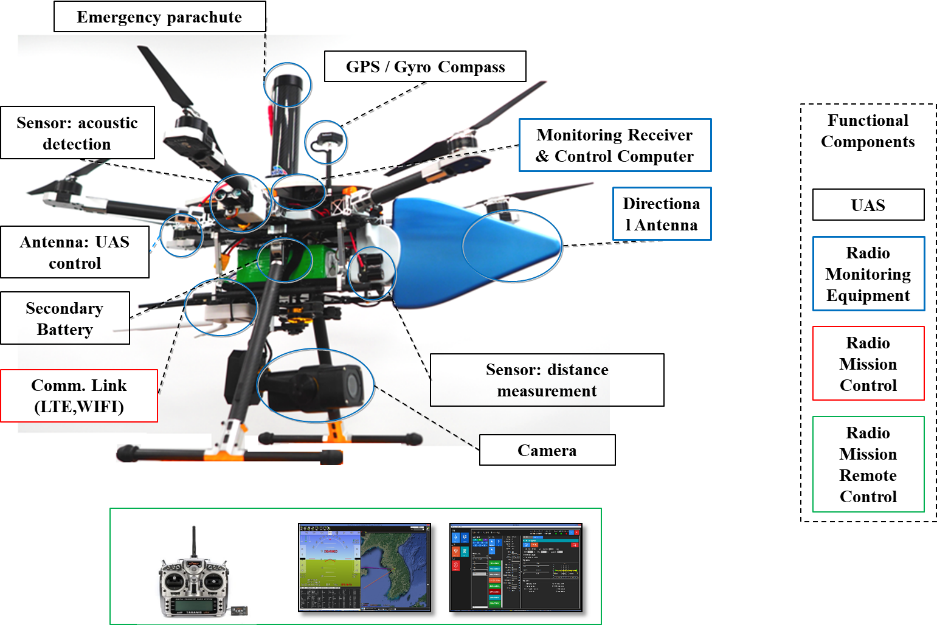 Emergency parachute
GPS / Gyro Compass
Sensor: acoustic
detection
Monitoring Receiver
& Control Computer
Directiona
l Antenna
Antenna: UAS
control
Secondary
Battery
Comm. Link
(LTE,WIFI)
Sensor: distance
measurement
Camera
Functional
Components
UAS
Radio
Monitoring
Equipment
Radio
Mission
Control
Radio
Mission
Remote
Control